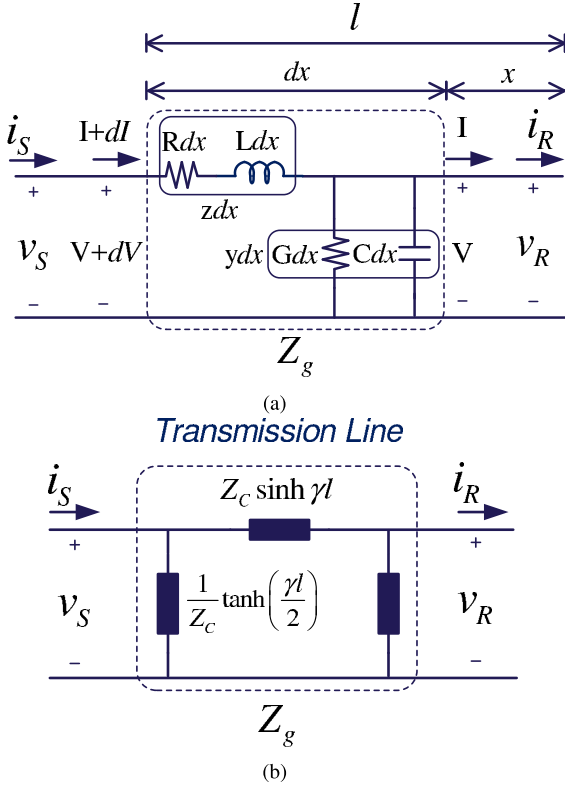 l
dx x
i_S I+dI Rdx Ldx I i_R
+ + + +
zdx
v_S V+dV ydx Gdx Cdx V v_R
− − − −
Z_g
(a)
Transmission Line
i_S Z_C sinh γl i_R
+ +
v_S 1/Z_C tanh(γl/2) v_R
− −
Z_g
(b)